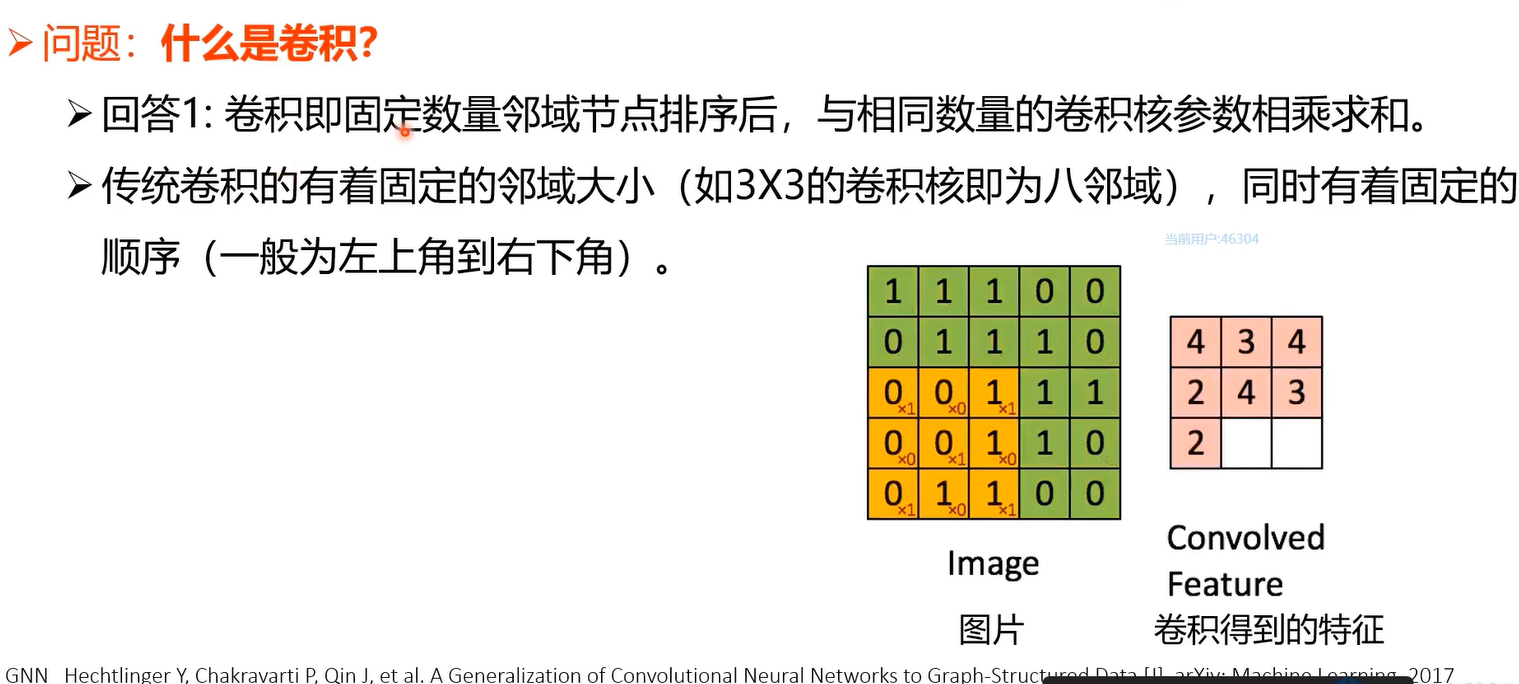 问题：什么是卷积？
回答1: 卷积即固定数量邻域节点排序后，与相同数量的卷积核参数相乘求和。
传统卷积的有着固定的邻域大小（如3X3的卷积核即为八邻域），同时有着固定的
顺序（一般为左上角到右下角）。
当前用户:46304
1 1 1 0 0
0 1 1 1 0
0×1 0×0 1×1 1 1
0×0 0×1 1×0 1 0
0×1 1×0 1×1 0 0
Image
图片
4 3 4
2 4 3
2
Convolved
Feature
卷积得到的特征
GNN Hechtlinger Y, Chakravarti P, Qin J, et al. A Generalization of Convolutional Neural Networks to Graph-Structured Data [J]. arXiv: Machine Learning, 2017